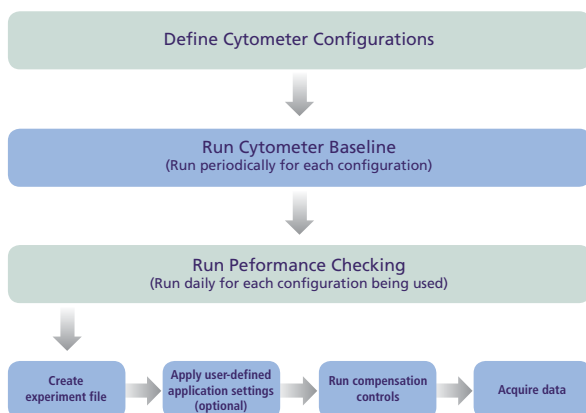 Define Cytometer Configurations
Run Cytometer Baseline
(Run periodically for each configuration)
Run Peformance Checking
(Run daily for each configuration being used)
Create
experiment file
Apply user-defined
application settings
(optional)
Run compensation
controls
Acquire data